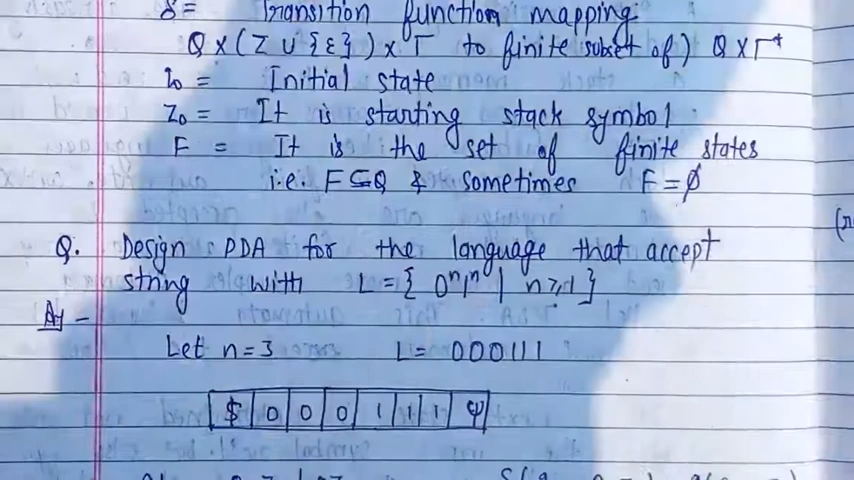 δ = Transition function mapping
Q × (Σ ∪ {ε}) × Γ to finite subset of) Q × Γ*
q0 = Initial state
Z0 = It is starting stack symbol
F = It is the set of finite states
i.e. F ⊆ Q & sometimes F = ϕ
Q. Design PDA for the language that accept
string with L = { 0ⁿ1ⁿ | n ≥ 1 }
Let n = 3 L = 000111
$ 0 0 0 1 1 1 Ψ